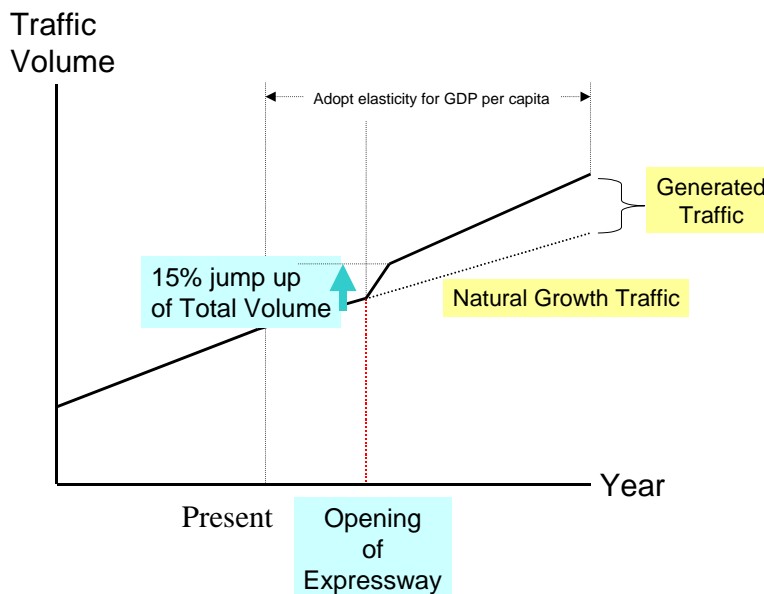 Traffic
Volume
Adopt elasticity for GDP per capita
Generated
Traffic
15% jump up
of Total Volume
Natural Growth Traffic
Year
Present
Opening
of
Expressway